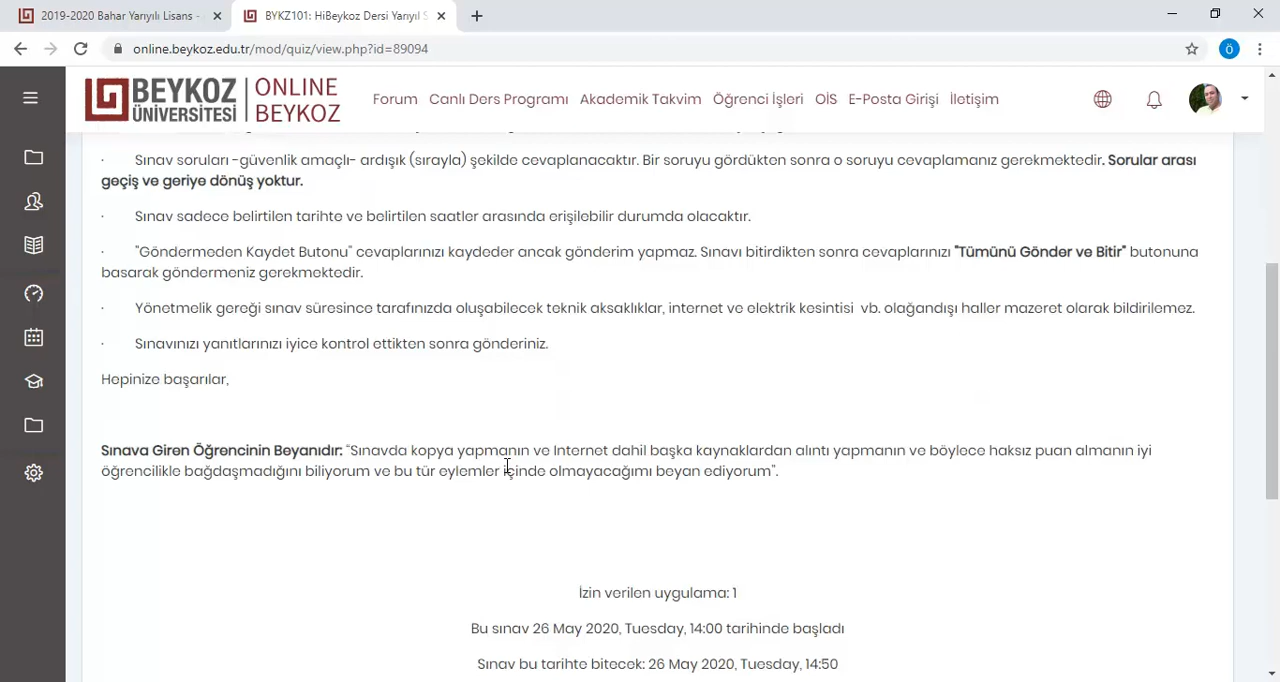 2019-2020 Bahar Yarıyılı Lisans -
BYKZ101: HiBeykoz Dersi Yarıyıl S
online.beykoz.edu.tr/mod/quiz/view.php?id=89094
Ö
BEYKOZ
ÜNİVERSİTESİ
ONLINE
BEYKOZ
Forum Canlı Ders Programı Akademik Takvim Öğrenci İşleri OİS E-Posta Girişi İletişim
· Sınav soruları -güvenlik amaçlı- ardışık (sırayla) şekilde cevaplanacaktır. Bir soruyu gördükten sonra o soruyu cevaplamanız gerekmektedir. Sorular arası
geçiş ve geriye dönüş yoktur.
· Sınav sadece belirtilen tarihte ve belirtilen saatler arasında erişilebilir durumda olacaktır.
· "Göndermeden Kaydet Butonu" cevaplarınızı kaydeder ancak gönderim yapmaz. Sınavı bitirdikten sonra cevaplarınızı "Tümünü Gönder ve Bitir" butonuna
basarak göndermeniz gerekmektedir.
· Yönetmelik gereği sınav süresince tarafınızda oluşabilecek teknik aksaklıklar, internet ve elektrik kesintisi vb. olağandışı haller mazeret olarak bildirilemez.
· Sınavınızı yanıtlarınızı iyice kontrol ettikten sonra gönderiniz.
Hepinize başarılar,
Sınava Giren Öğrencinin Beyanıdır: “Sınavda kopya yapmanın ve Internet dahil başka kaynaklardan alıntı yapmanın ve böylece haksız puan almanın iyi
öğrencilikle bağdaşmadığını biliyorum ve bu tür eylemler içinde olmayacağımı beyan ediyorum”.
İzin verilen uygulama: 1
Bu sınav 26 May 2020, Tuesday, 14:00 tarihinde başladı
Sınav bu tarihte bitecek: 26 May 2020, Tuesday, 14:50